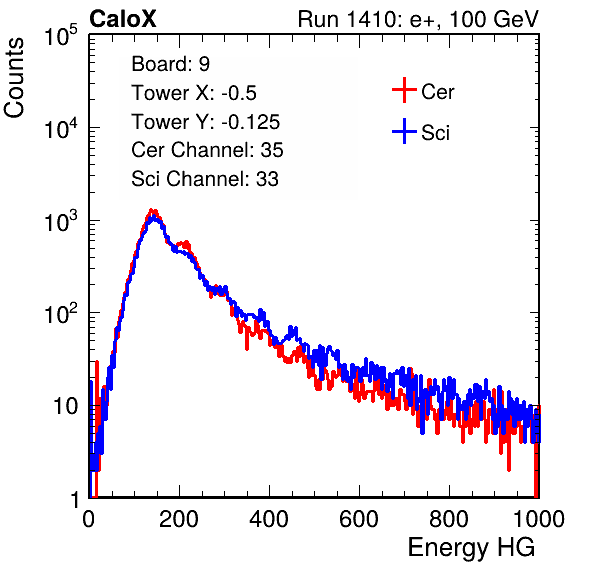 CaloX Run 1410: e+, 100 GeV
Counts
Board: 9
Tower X: -0.5
Tower Y: -0.125
Cer Channel: 35
Sci Channel: 33
Cer
Sci
10^5
10^4
10^3
10^2
10
1
0 200 400 600 800 1000
Energy HG